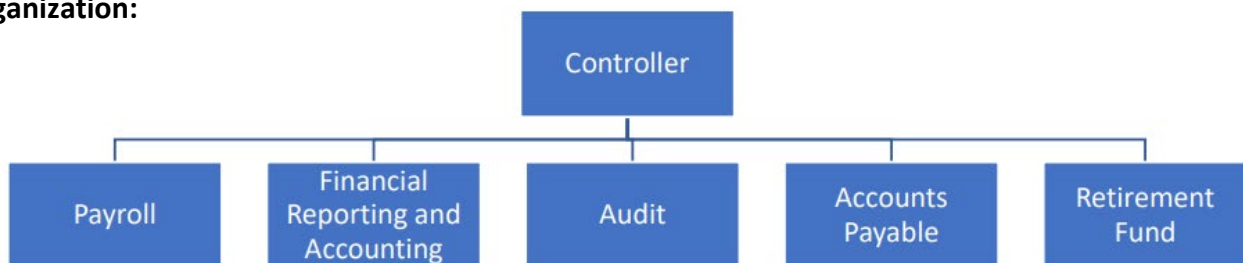 ganization:
Controller
Payroll
Financial
Reporting and
Accounting
Audit
Accounts
Payable
Retirement
Fund